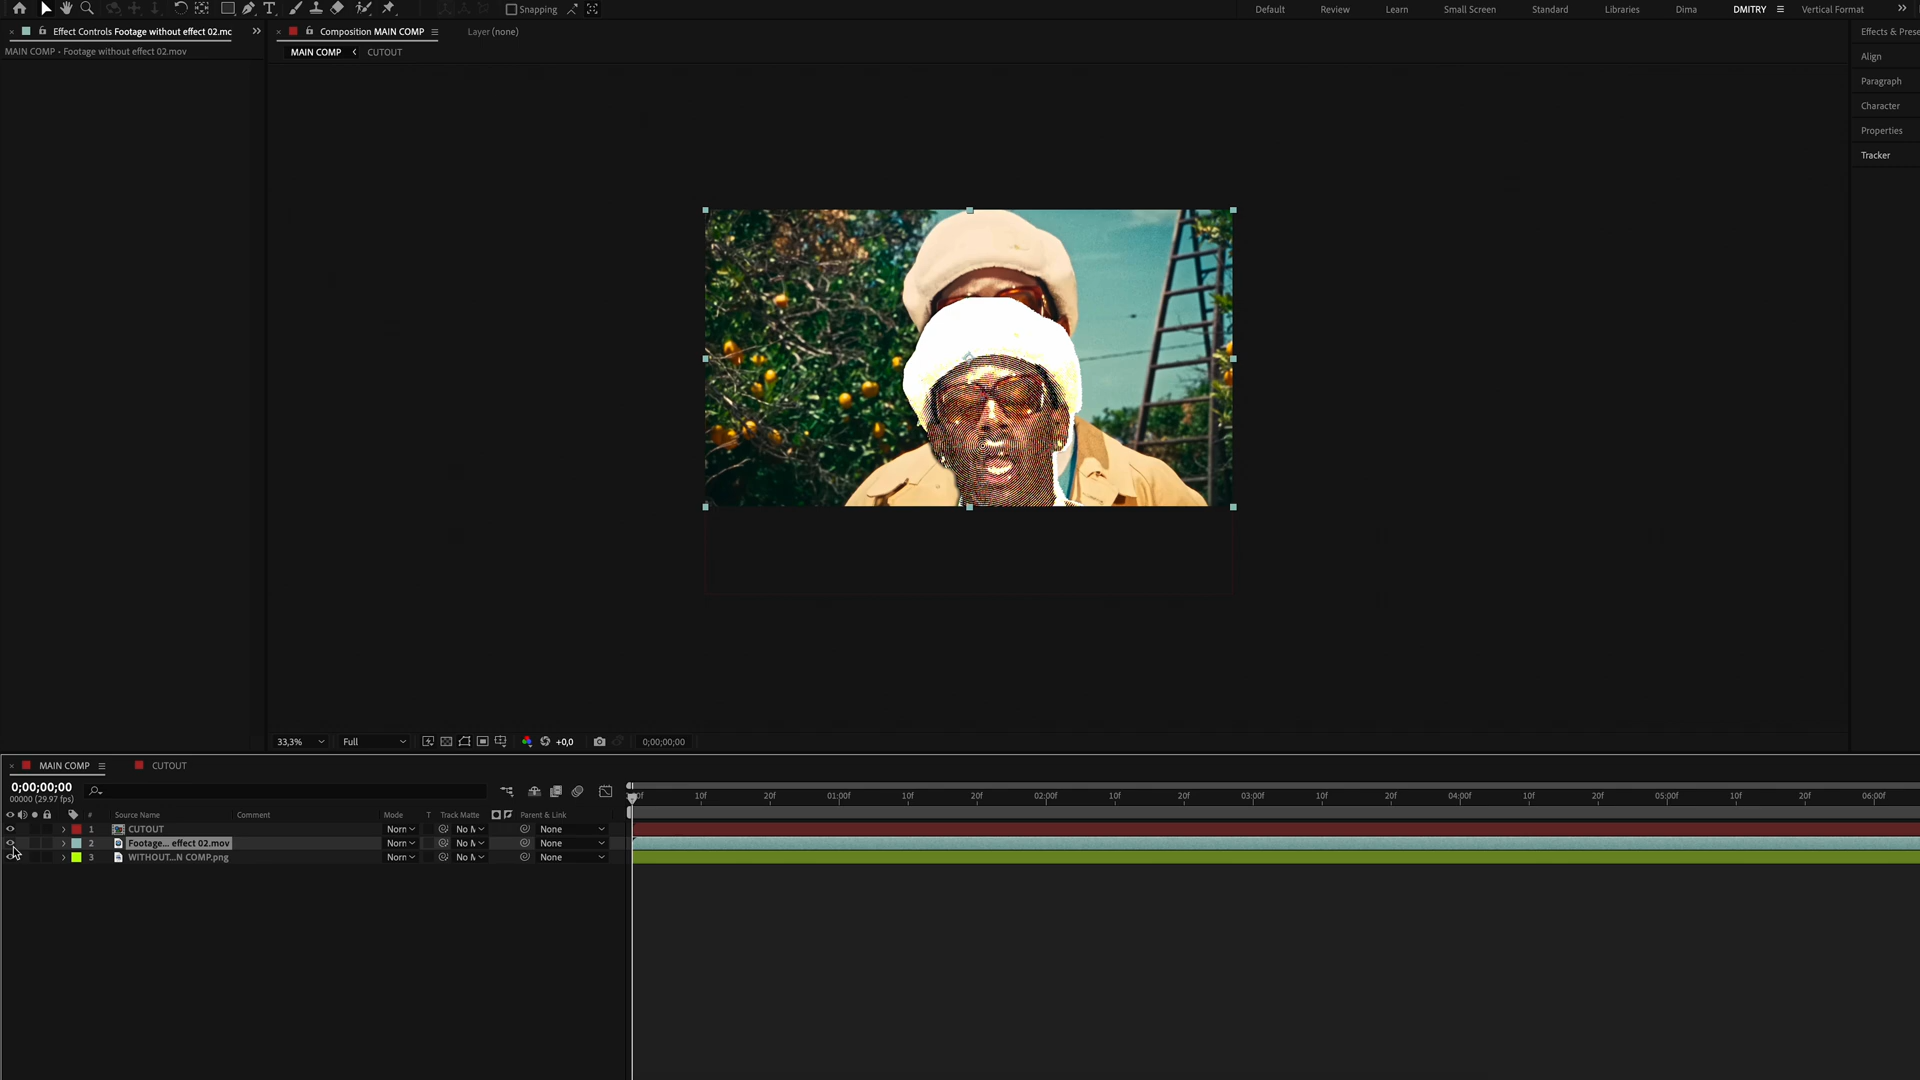 Snapping
Default
Review
Learn
Small Screen
Standard
Libraries
Dima
DMITRY
Vertical Format
Effect Controls Footage without effect 02.mc
Composition MAIN COMP
Layer (none)
Effects & Prese
MAIN COMP • Footage without effect 02.mov
MAIN COMP
CUTOUT
Align
Paragraph
Character
Properties
Tracker
33,3%
Full
+0,0
0;00;00;00
MAIN COMP
CUTOUT
0;00;00;00
00000 (29.97 fps)
10f
20f
01:00f
10f
20f
02:00f
10f
20f
03:00f
10f
20f
04:00f
10f
20f
05:00f
10f
20f
06:00f
#
Source Name
Comment
Mode
T
Track Matte
Parent & Link
1
CUTOUT
Norr
No M
None
2
Footage... effect 02.mov
Norr
No M
None
3
WITHOUT...N COMP.png
Norr
No M
None